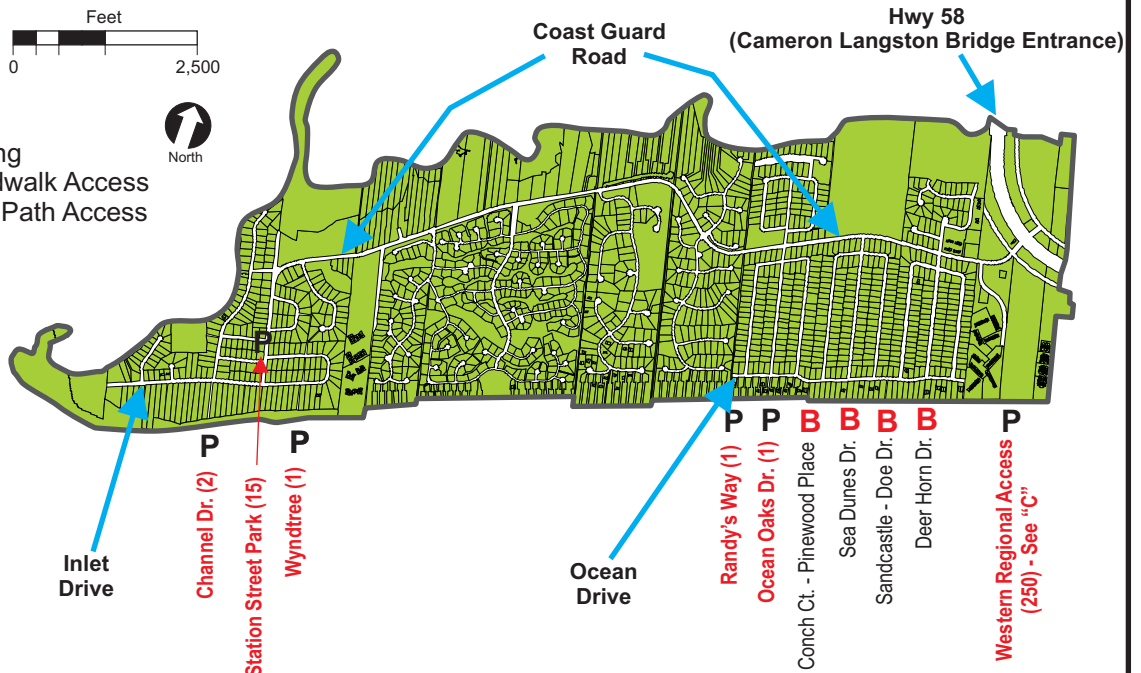 Feet
0 2,500
North
ng
dwalk Access
Path Access
Coast Guard
Road
Hwy 58
(Cameron Langston Bridge Entrance)
P
P
P
P
P
B
B
B
B
P
Channel Dr. (2)
Station Street Park (15)
Wyndtree (1)
Randy's Way (1)
Ocean Oaks Dr. (1)
Conch Ct. - Pinewood Place
Sea Dunes Dr.
Sandcastle - Doe Dr.
Deer Horn Dr.
Western Regional Access
(250) - See “C”
Inlet
Drive
Ocean
Drive